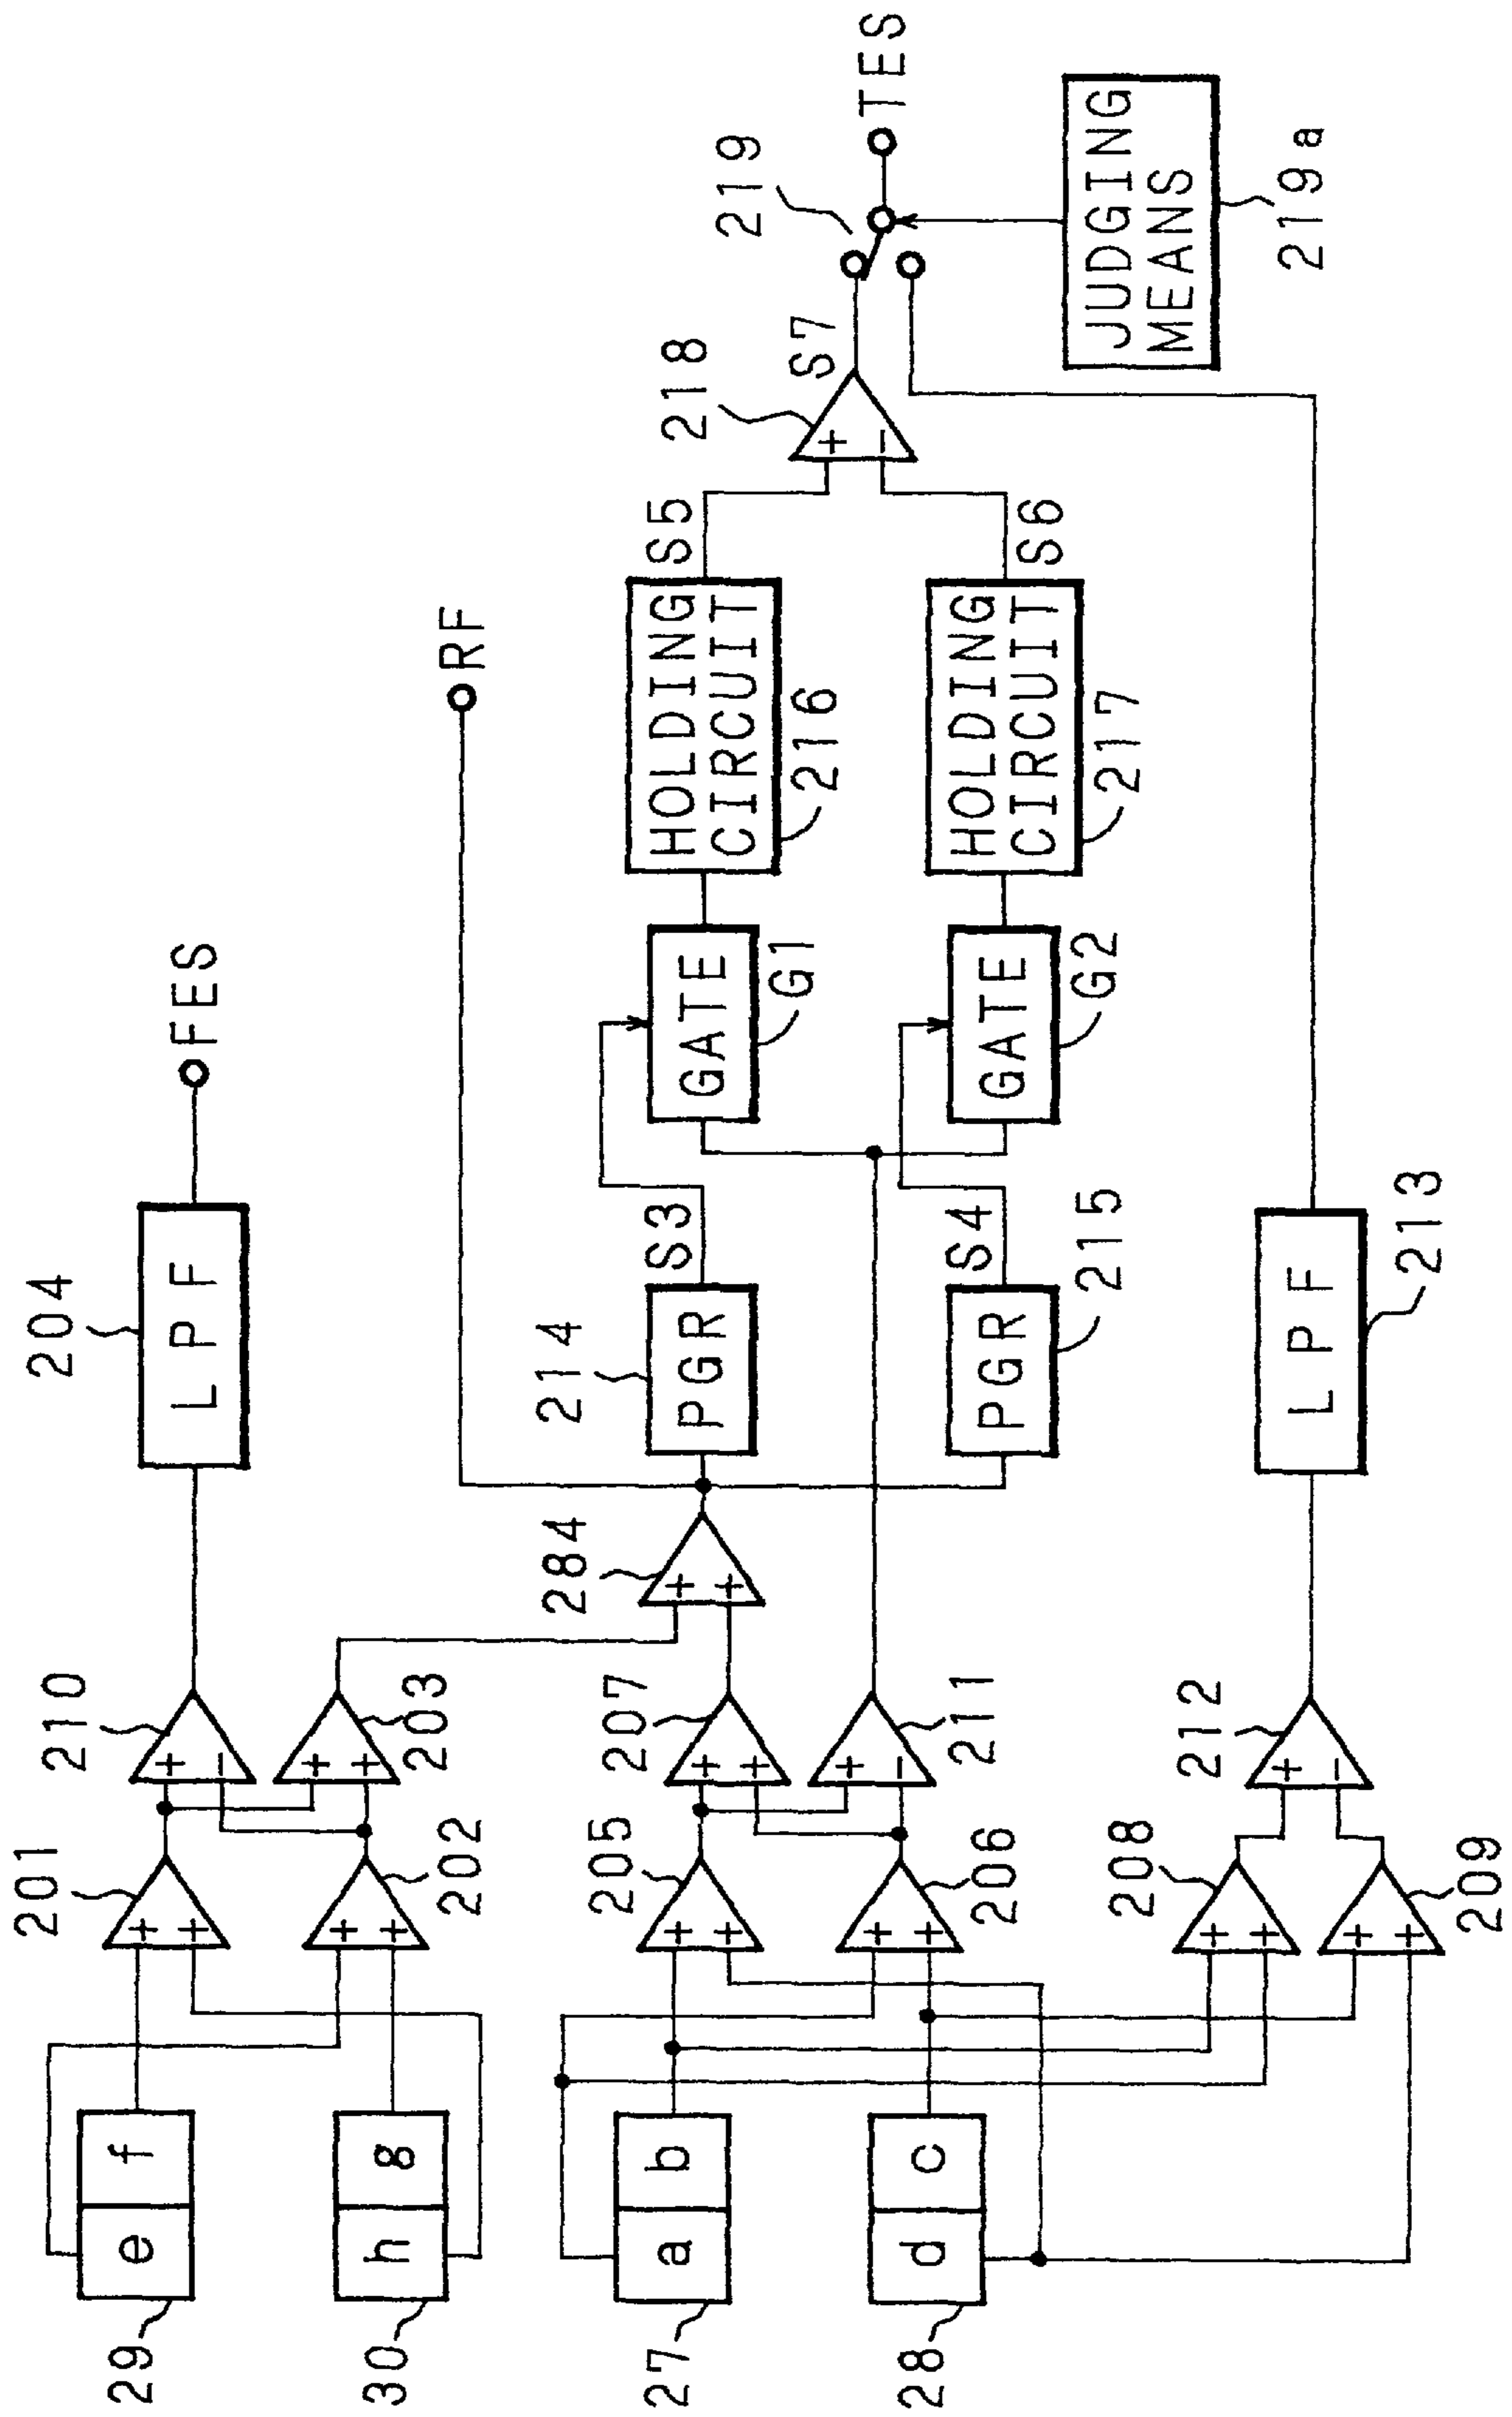 204
LPF
FES
201
210
+
+
+
−
203
+
+
202
+
+
29
e
f
30
h
g
RF
284
+
+
214
PGR
S3
GATE
G1
HOLDING
CIRCUIT
216
S5
218
+
−
S7
219
TES
JUDGING
MEANS
219a
205
+
+
207
+
+
211
+
−
206
+
+
27
a
b
28
d
c
215
PGR
S4
GATE
G2
HOLDING
CIRCUIT
217
S6
208
+
+
209
+
+
212
+
−
LPF
213